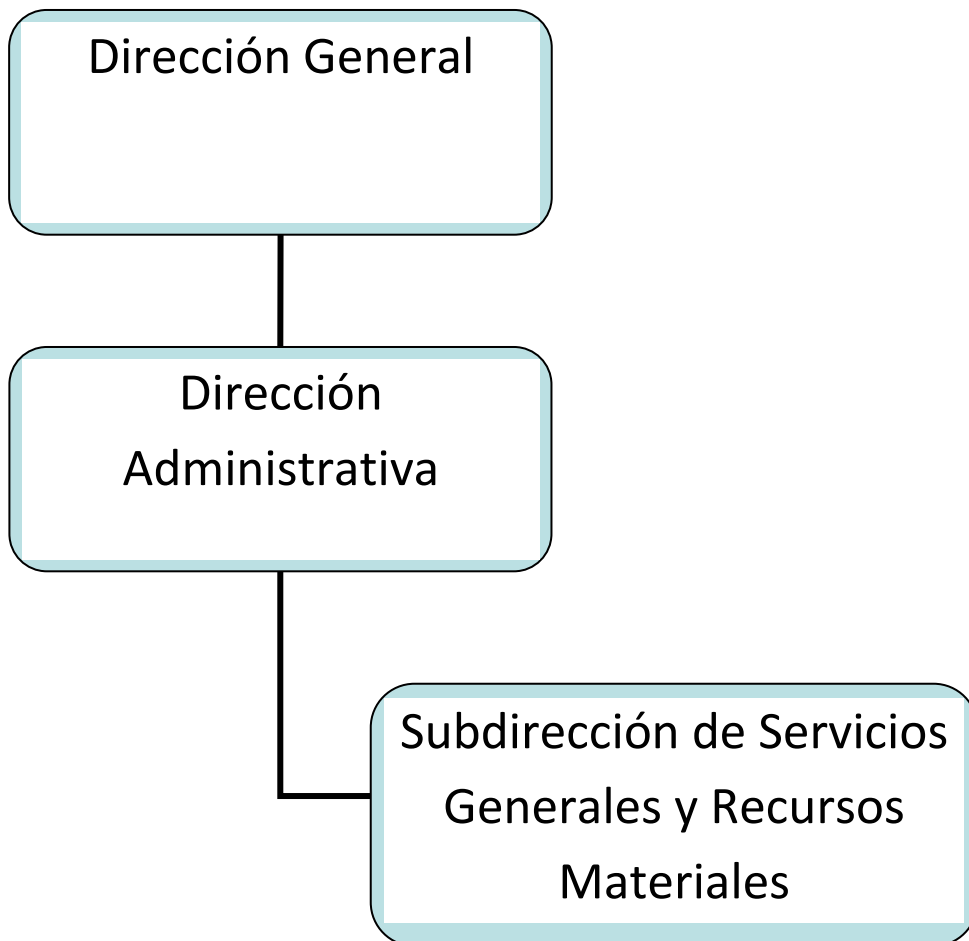 Dirección General
Dirección
Administrativa
Subdirección de Servicios
Generales y Recursos
Materiales